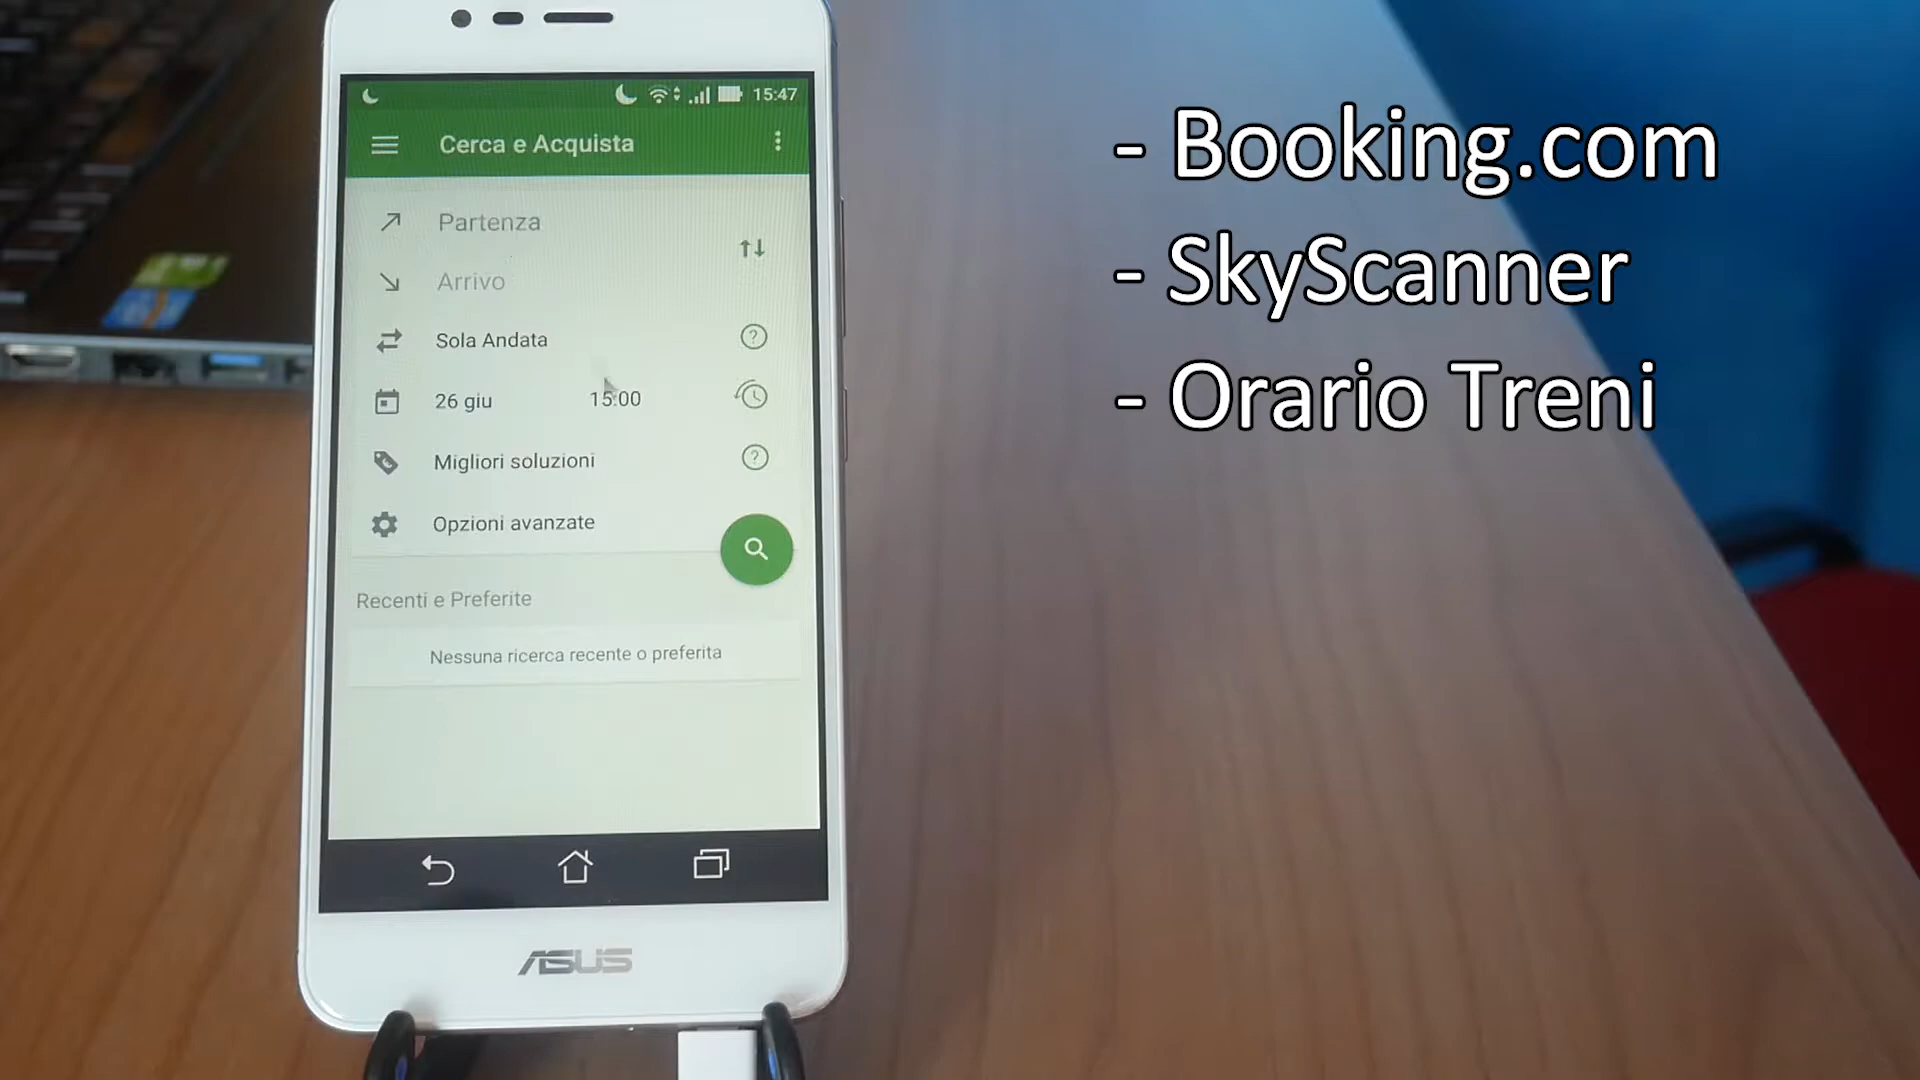 15:47
Cerca e Acquista
Partenza
Arrivo
Sola Andata
26 giu 15:00
Migliori soluzioni
Opzioni avanzate
Recenti e Preferite
Nessuna ricerca recente o preferita
ASUS
- Booking.com
- SkyScanner
- Orario Treni